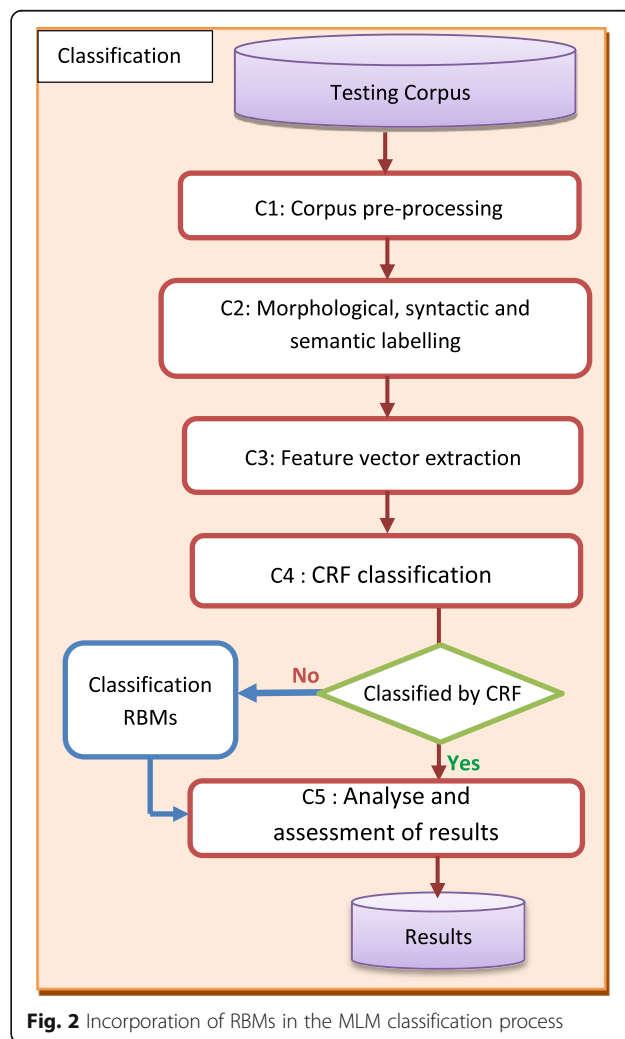 Classification
Testing Corpus
C1: Corpus pre-processing
C2: Morphological, syntactic and
semantic labelling
C3: Feature vector extraction
C4 : CRF classification
Classified by CRF
No
Classification
RBMs
Yes
C5 : Analyse and
assessment of results
Results
Fig. 2 Incorporation of RBMs in the MLM classification process